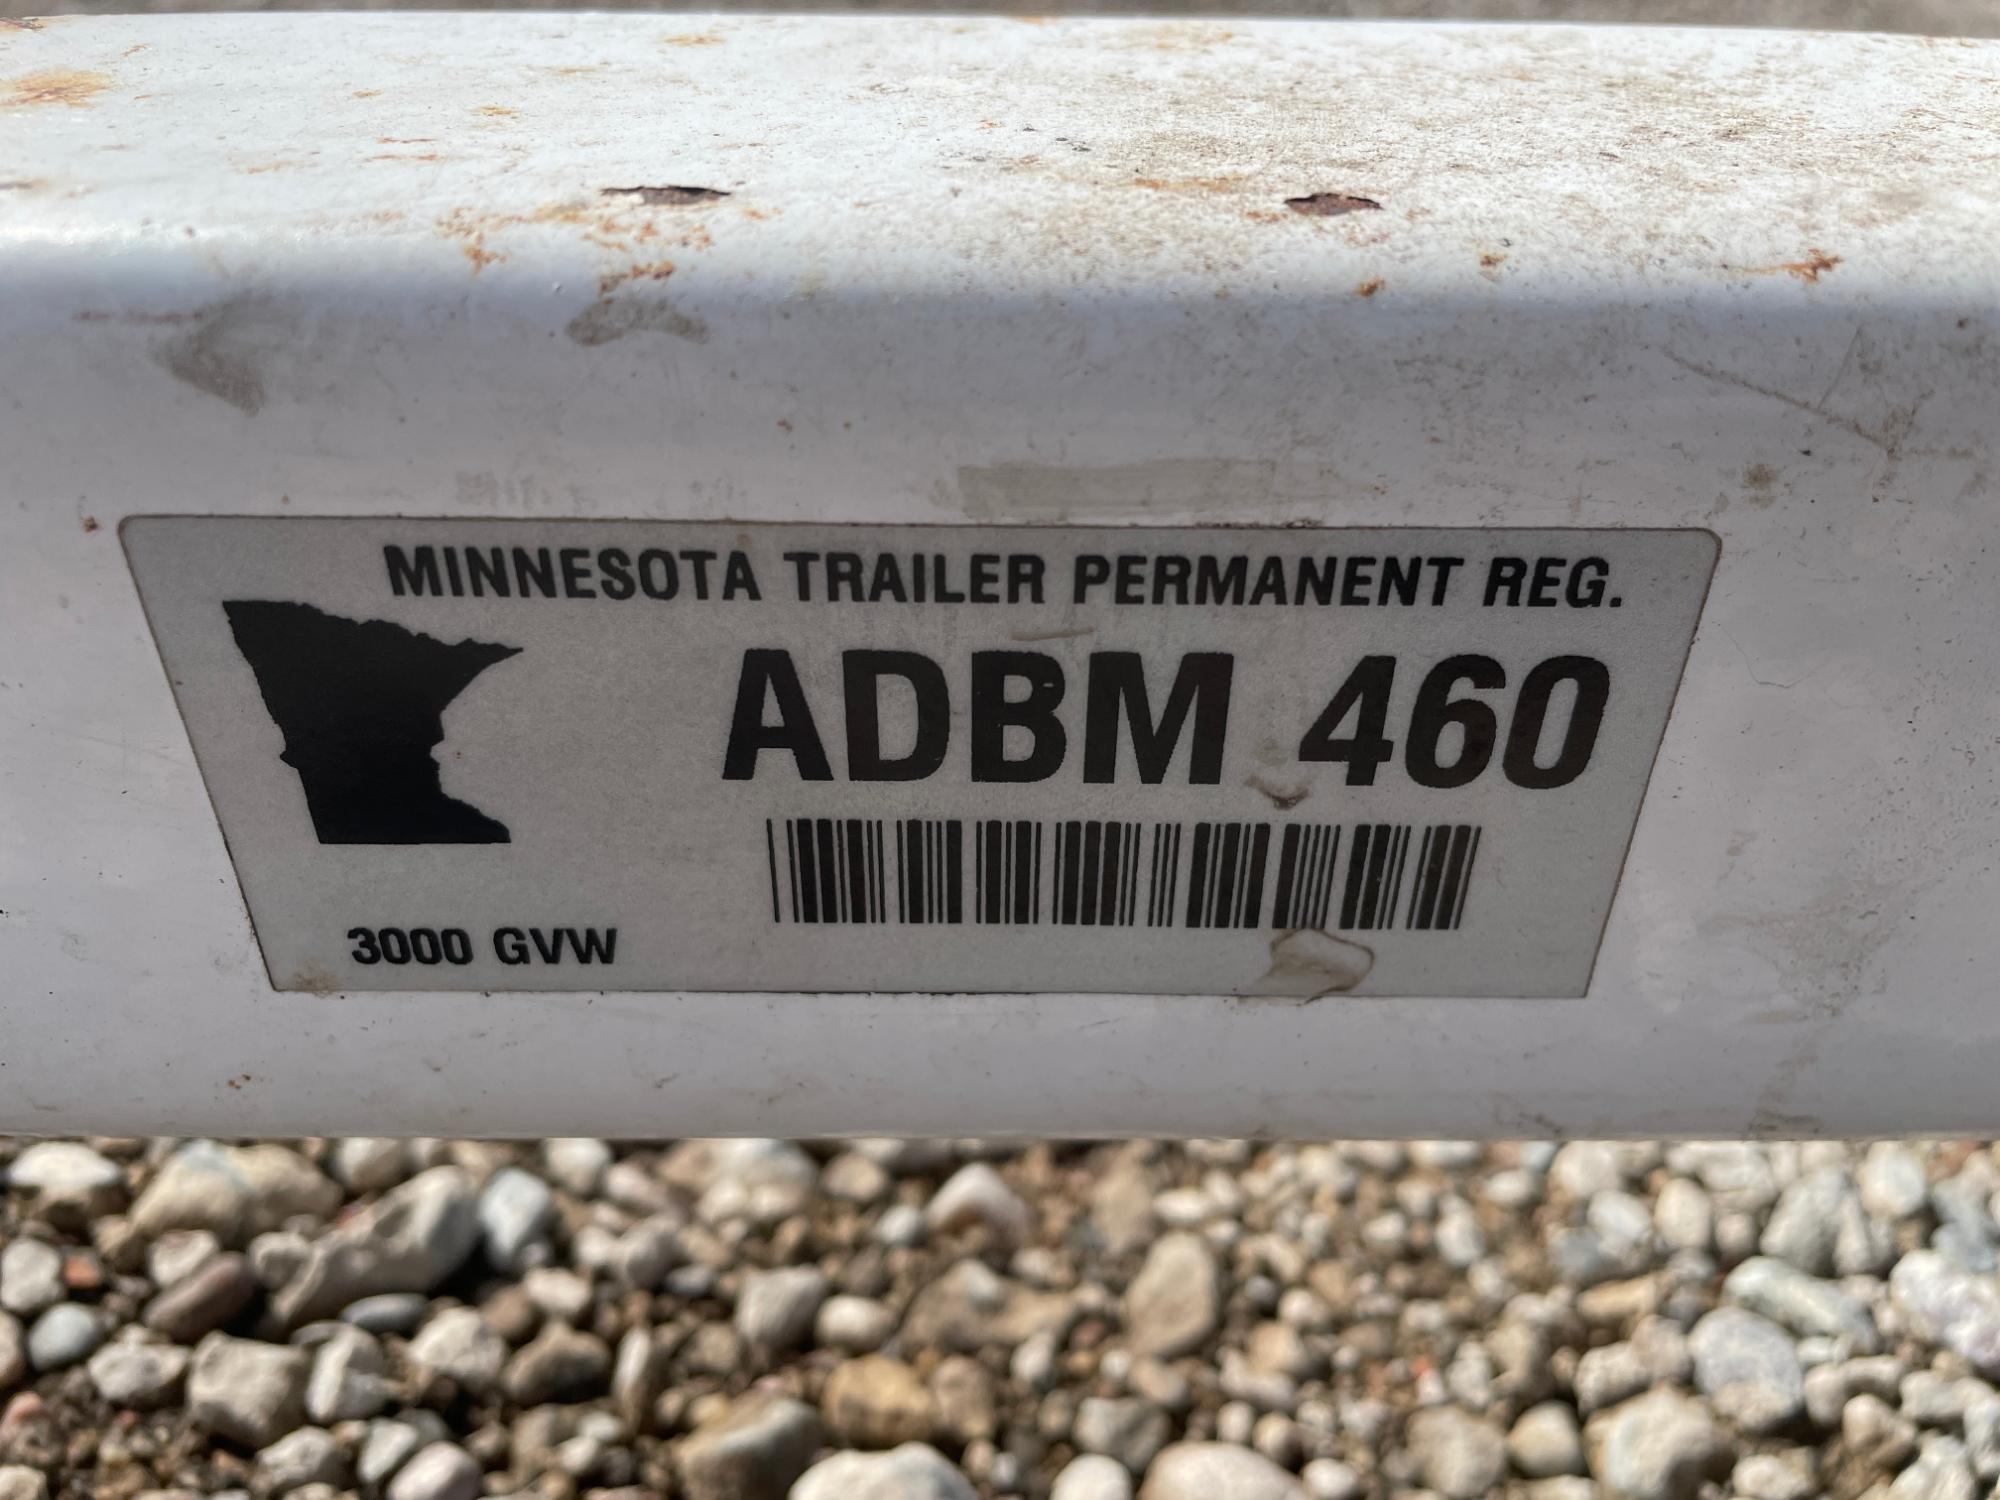 MINNESOTA TRAILER PERMANENT REG.
ADBM 460
3000 GVW